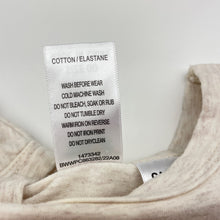 COTTON / ELASTANE
WASH BEFORE WEAR
COLD MACHINE WASH
DO NOT BLEACH, SOAK OR RUB
DO NOT TUMBLE DRY
WARM IRON ON REVERSE
DO NOT IRON PRINT
DO NOT DRYCLEAN
1473342